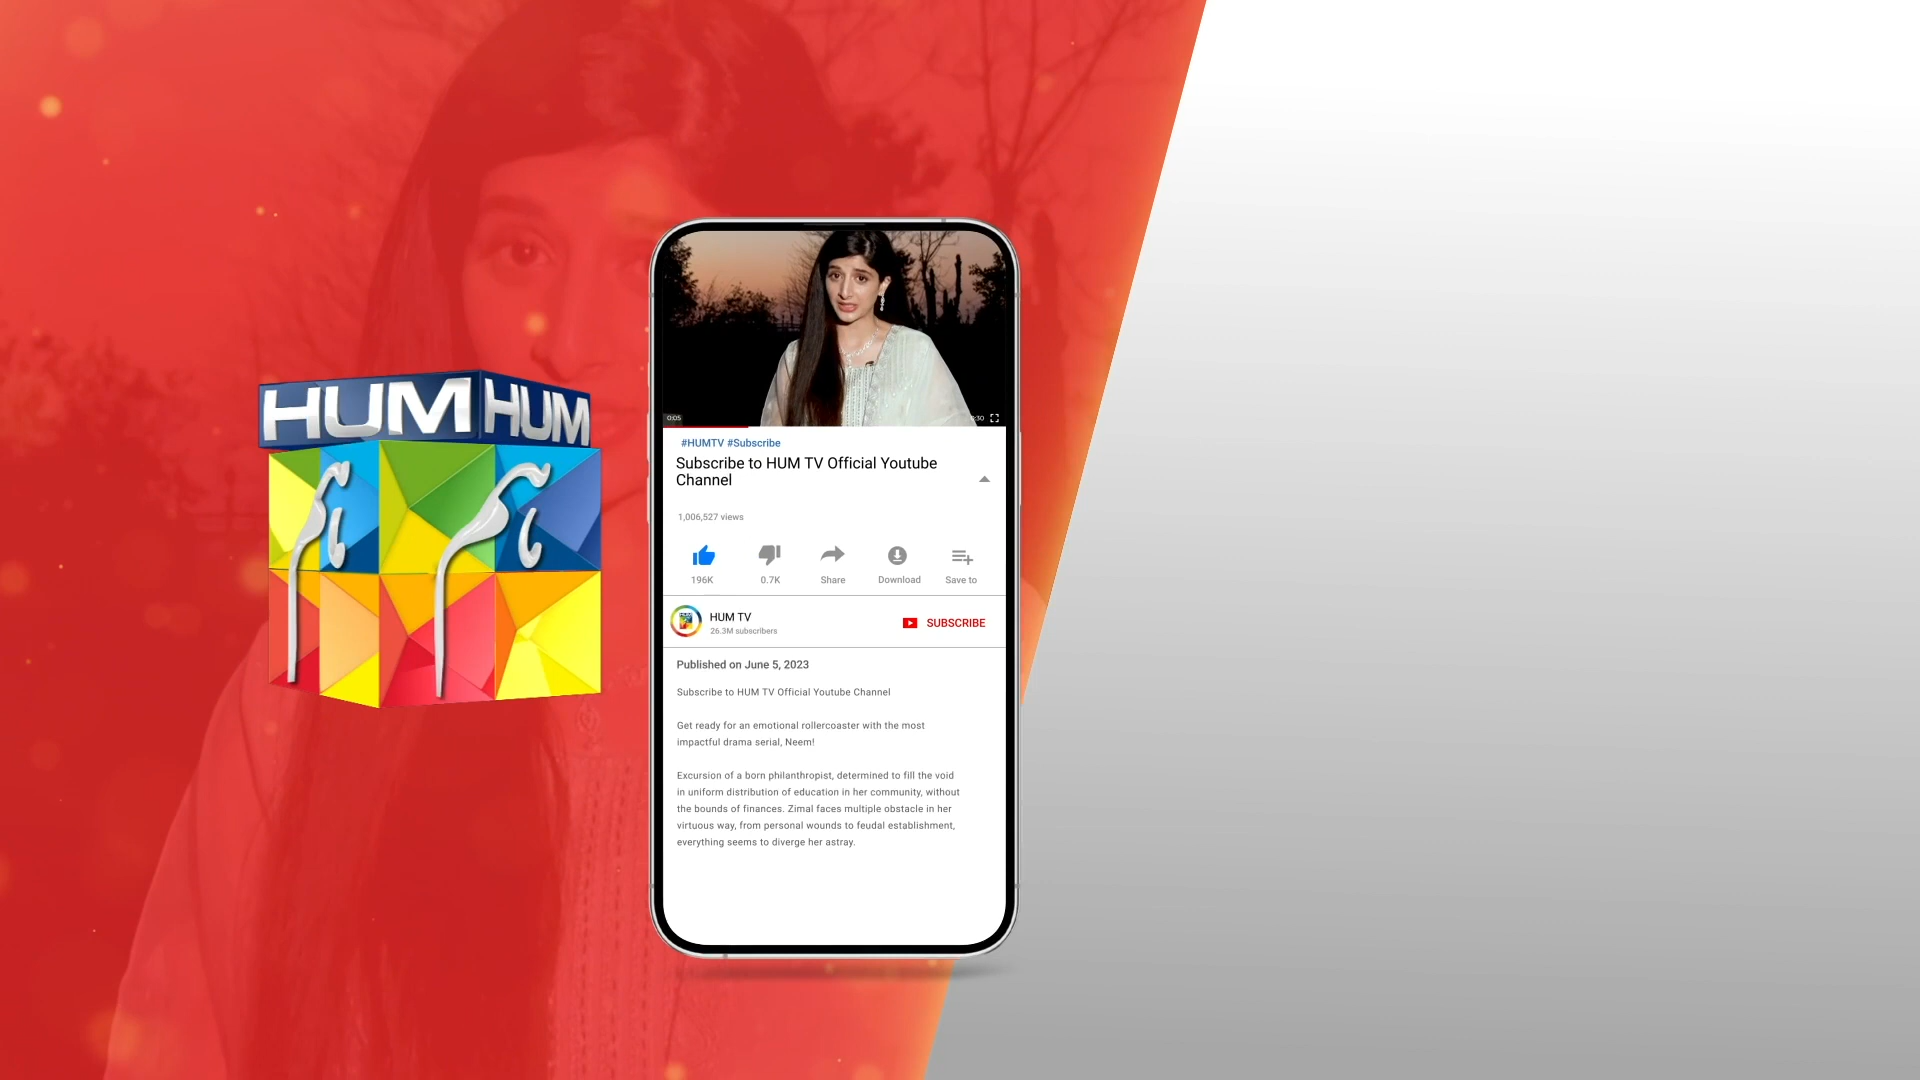 HUM HUM
ہم ہم
0:05
:30
#HUMTV #Subscribe
Subscribe to HUM TV Official Youtube
Channel
1,006,527 views
196K 0.7K Share Download Save to
HUM TV
26.3M subscribers
SUBSCRIBE
Published on June 5, 2023
Subscribe to HUM TV Official Youtube Channel
Get ready for an emotional rollercoaster with the most
impactful drama serial, Neem!
Excursion of a born philanthropist, determined to fill the void
in uniform distribution of education in her community, without
the bounds of finances. Zimal faces multiple obstacle in her
virtuous way, from personal wounds to feudal establishment,
everything seems to diverge her astray.